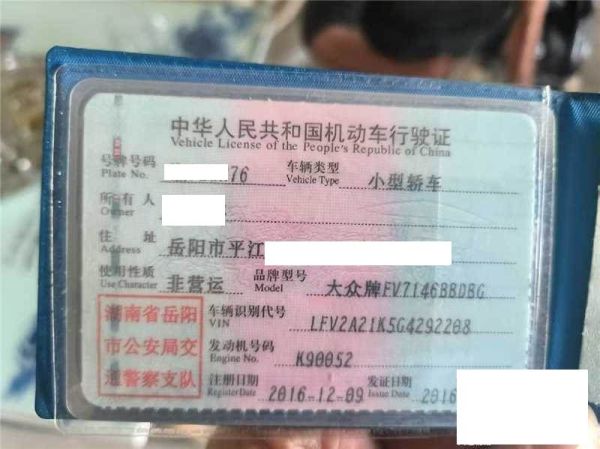 中华人民共和国机动车行驶证
Vehicle License of the People's Republic of China
号牌号码 76 车辆类型 小型轿车
Plate No. Vehicle Type
所有人
Owner
住址 岳阳市平江
Address
使用性质 非营运 品牌型号 大众牌FV7146BBDBG
Use Character Model
车辆识别代号 LFV2A21K5G4292208
VIN
发动机号码 K90052
Engine No.
注册日期 2016-12-09 发证日期 2016
Register Date Issue Date
湖南省岳阳
市公安局交
通警察支队